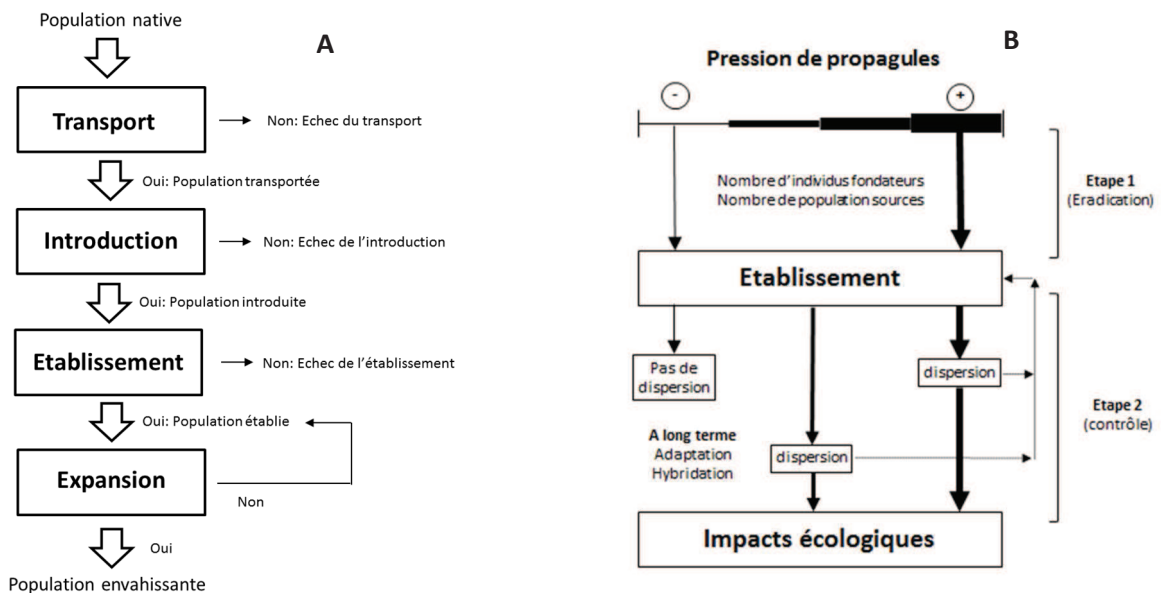 Population native
A
Transport
Non: Echec du transport
Oui: Population transportée
Introduction
Non: Echec de l'introduction
Oui: Population introduite
Etablissement
Non: Echec de l'établissement
Oui: Population établie
Expansion
Non
Oui
Population envahissante
B
Pression de propagules
-
+
Nombre d'individus fondateurs
Nombre de population sources
Etape 1
(Eradication)
Etablissement
Pas de
dispersion
dispersion
A long terme
Adaptation
Hybridation
dispersion
Etape 2
(contrôle)
Impacts écologiques